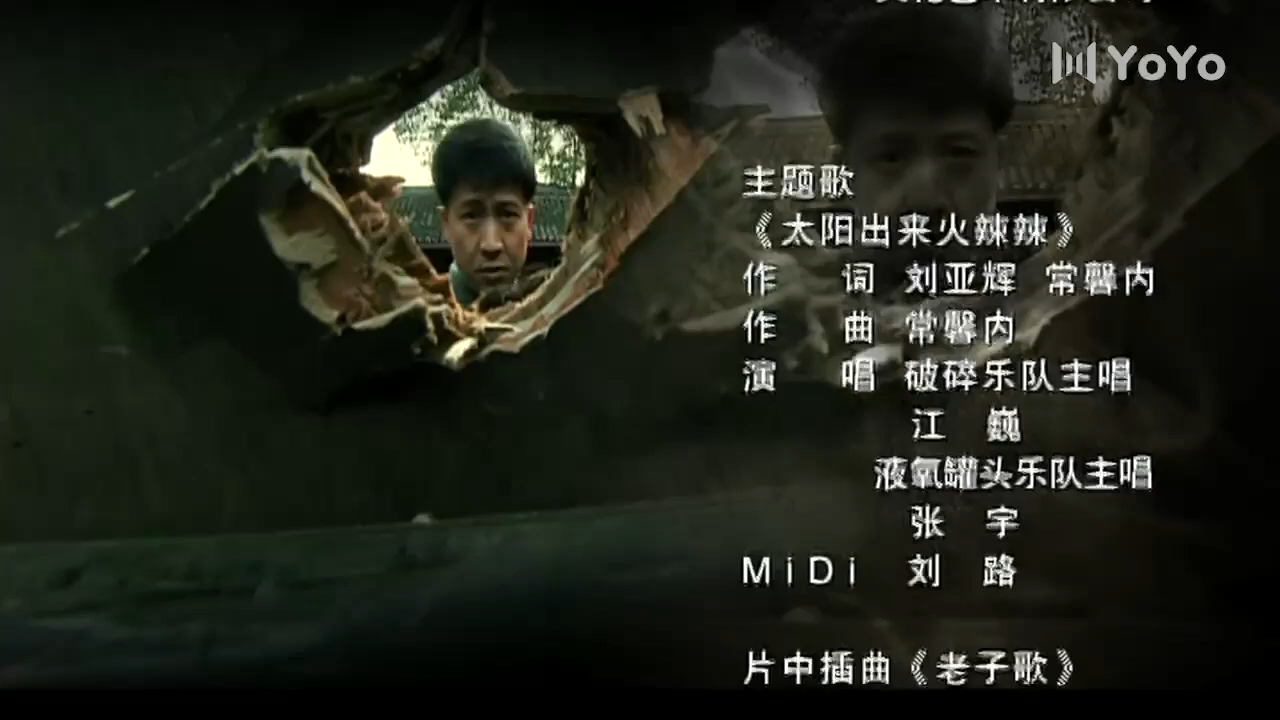 YoYo
主题歌
《太阳出来火辣辣》
作 词 刘亚辉 常馨内
作 曲 常馨内
演 唱 破碎乐队主唱
江 巍
液氧罐头乐队主唱
张 宇
MiDi 刘 路
片中插曲《老子歌》